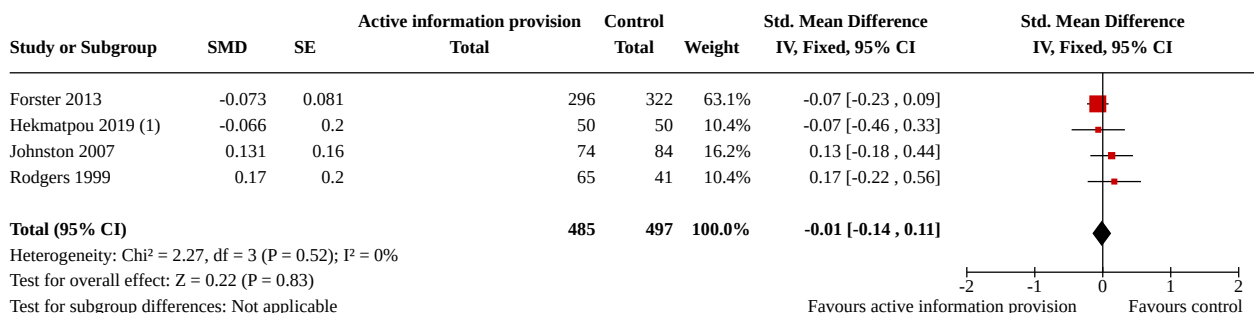 Active information provision Control Std. Mean Difference Std. Mean Difference
Study or Subgroup SMD SE Total Total Weight IV, Fixed, 95% CI IV, Fixed, 95% CI
Forster 2013 -0.073 0.081 296 322 63.1% -0.07 [-0.23 , 0.09]
Hekmatpou 2019 (1) -0.066 0.2 50 50 10.4% -0.07 [-0.46 , 0.33]
Johnston 2007 0.131 0.16 74 84 16.2% 0.13 [-0.18 , 0.44]
Rodgers 1999 0.17 0.2 65 41 10.4% 0.17 [-0.22 , 0.56]
Total (95% CI) 485 497 100.0% -0.01 [-0.14 , 0.11]
Heterogeneity: Chi² = 2.27, df = 3 (P = 0.52); I² = 0%
Test for overall effect: Z = 0.22 (P = 0.83)
-2 -1 0 1 2
Test for subgroup differences: Not applicable Favours active information provision Favours control